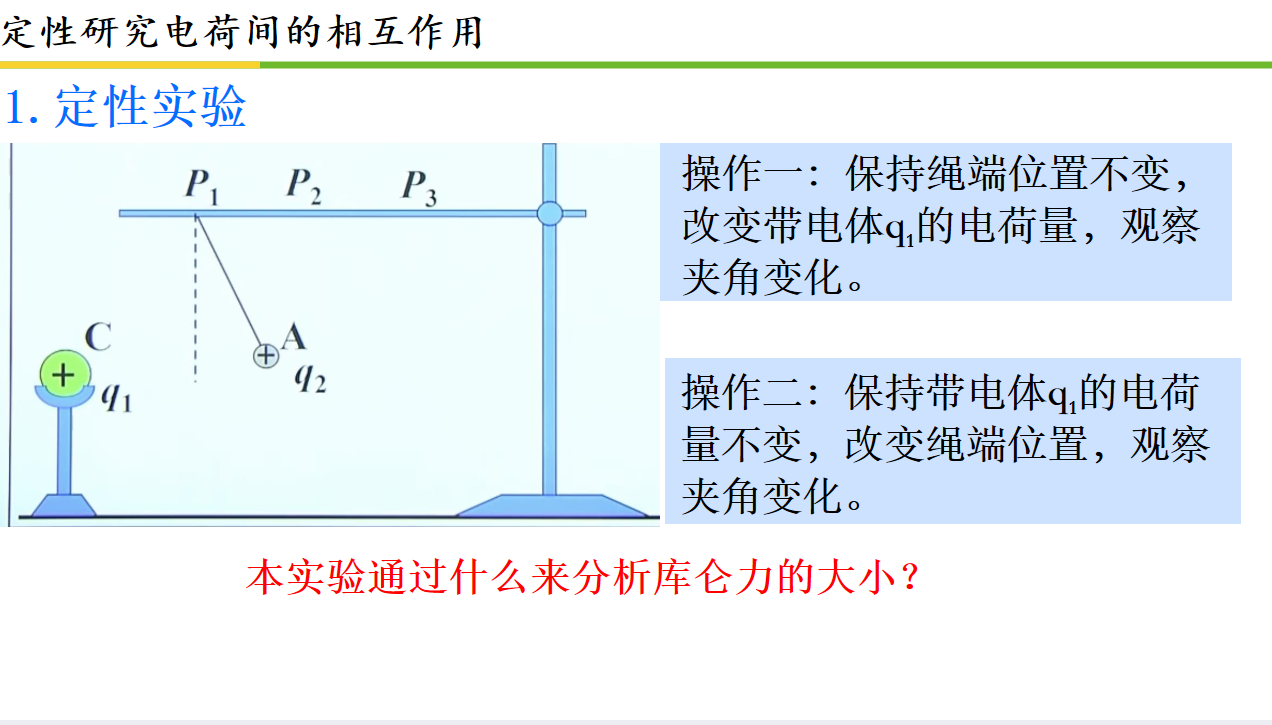 定性研究电荷间的相互作用
1. 定性实验
P1 P2 P3
C
+
q1
+
A
q2
操作一：保持绳端位置不变，
改变带电体q1的电荷量，观察
夹角变化。
操作二：保持带电体q1的电荷
量不变，改变绳端位置，观察
夹角变化。
本实验通过什么来分析库仑力的大小？